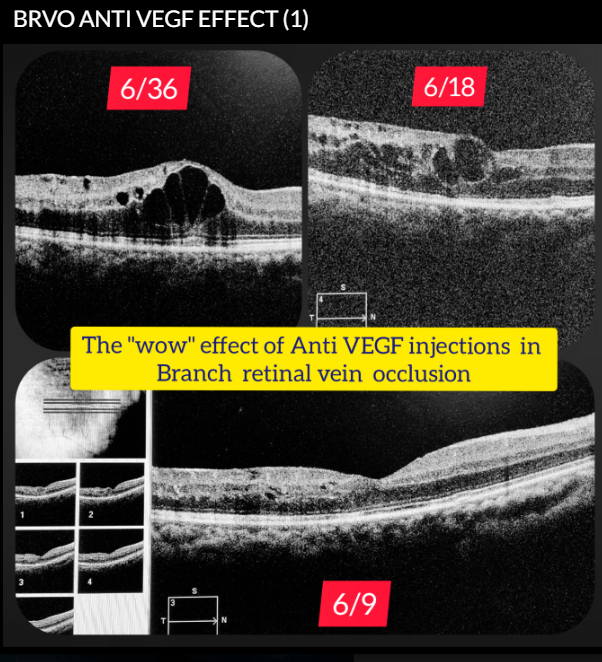 BRVO ANTI VEGF EFFECT (1)
6/36
6/18
S
4
T N
The "wow" effect of Anti VEGF injections in
Branch retinal vein occlusion
1
2
3
4
S
3
T N
6/9